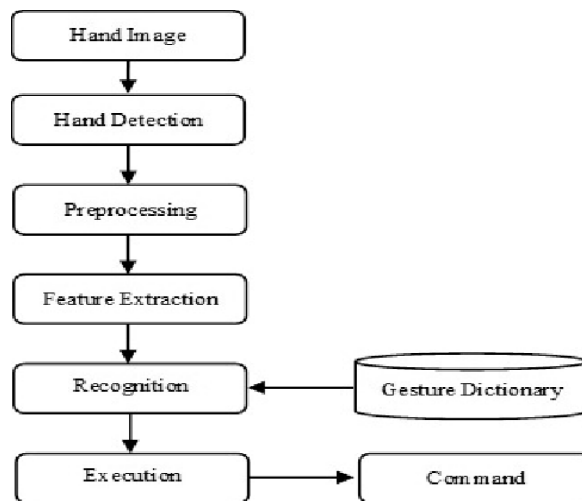 Hand Image
Hand Detection
Preprocessing
Feature Extraction
Recognition
Gesture Dictionary
Execution
Command